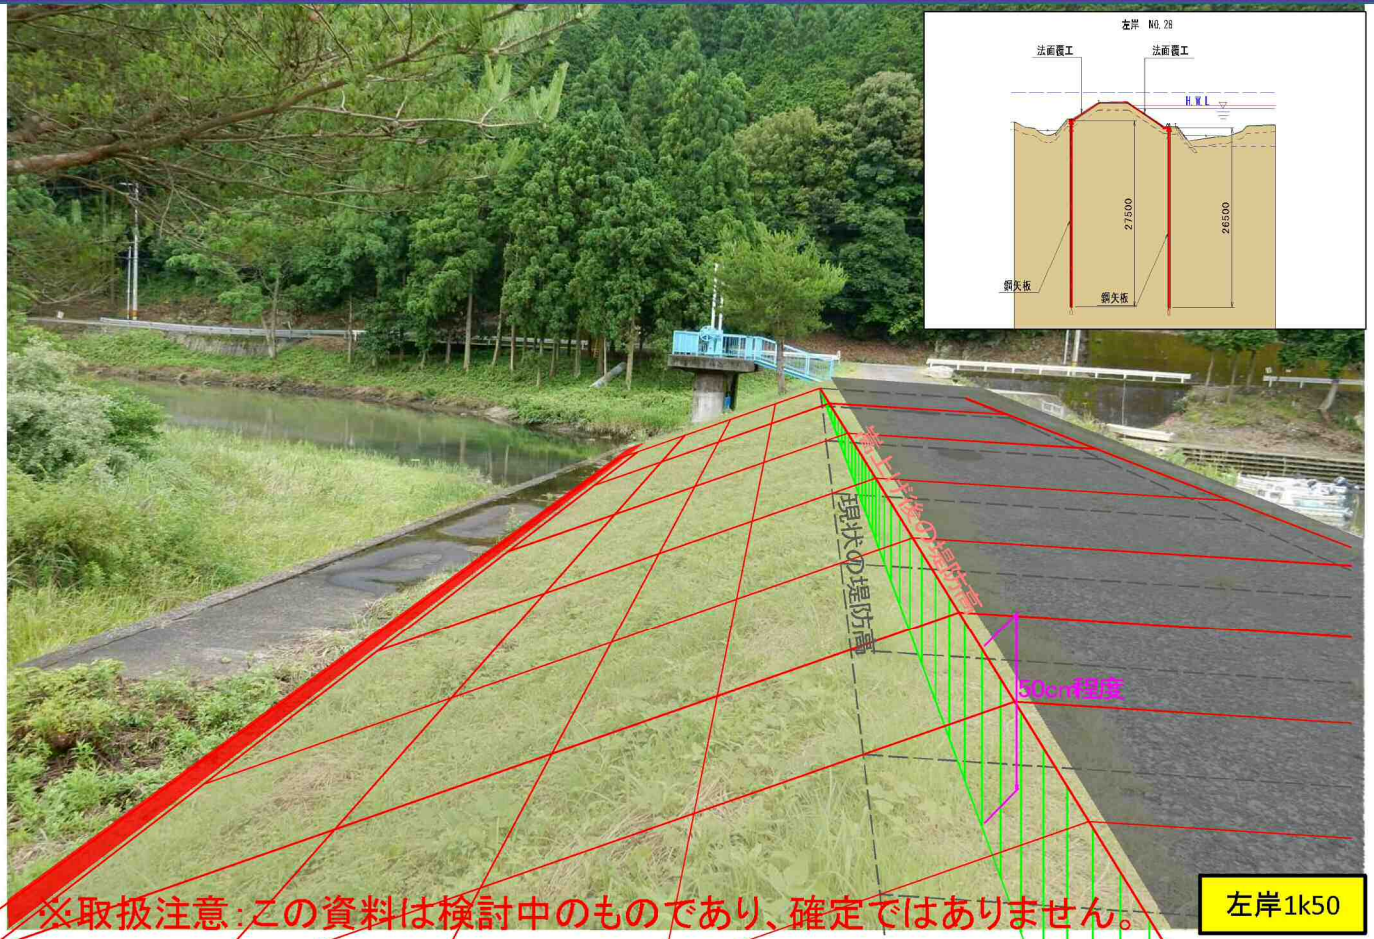 左岸 NO.28
法面覆工
法面覆工
H.W.L
27500
26500
鋼矢板
鋼矢板
嵩上げ後の堤防高
現状の堤防高
50cm程度
※取扱注意:この資料は検討中のものであり、確定ではありません。
左岸1k50